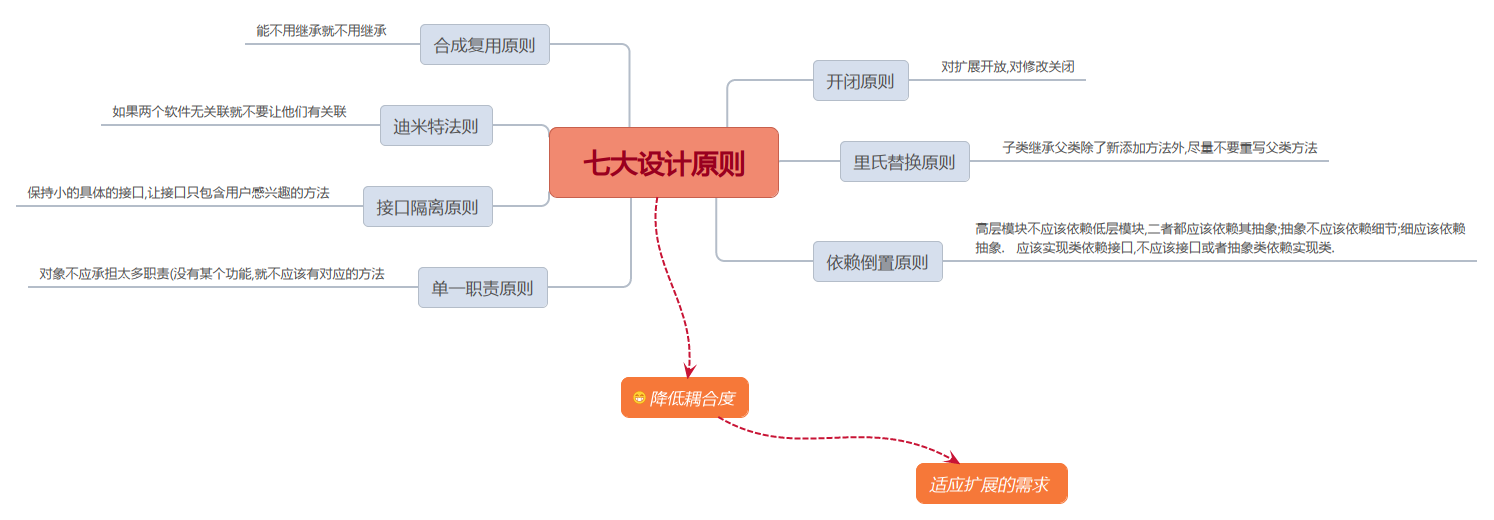 能不用继承就不用继承
合成复用原则
如果两个软件无关联就不要让他们有关联
迪米特法则
保持小的具体的接口,让接口只包含用户感兴趣的方法
接口隔离原则
对象不应承担太多职责(没有某个功能,就不应该有对应的方法
单一职责原则
七大设计原则
开闭原则
对扩展开放,对修改关闭
里氏替换原则
子类继承父类除了新添加方法外,尽量不要重写父类方法
依赖倒置原则
高层模块不应该依赖低层模块,二者都应该依赖其抽象;抽象不应该依赖细节;细应该依赖
抽象. 应该实现类依赖接口,不应该接口或者抽象类依赖实现类.
降低耦合度
适应扩展的需求